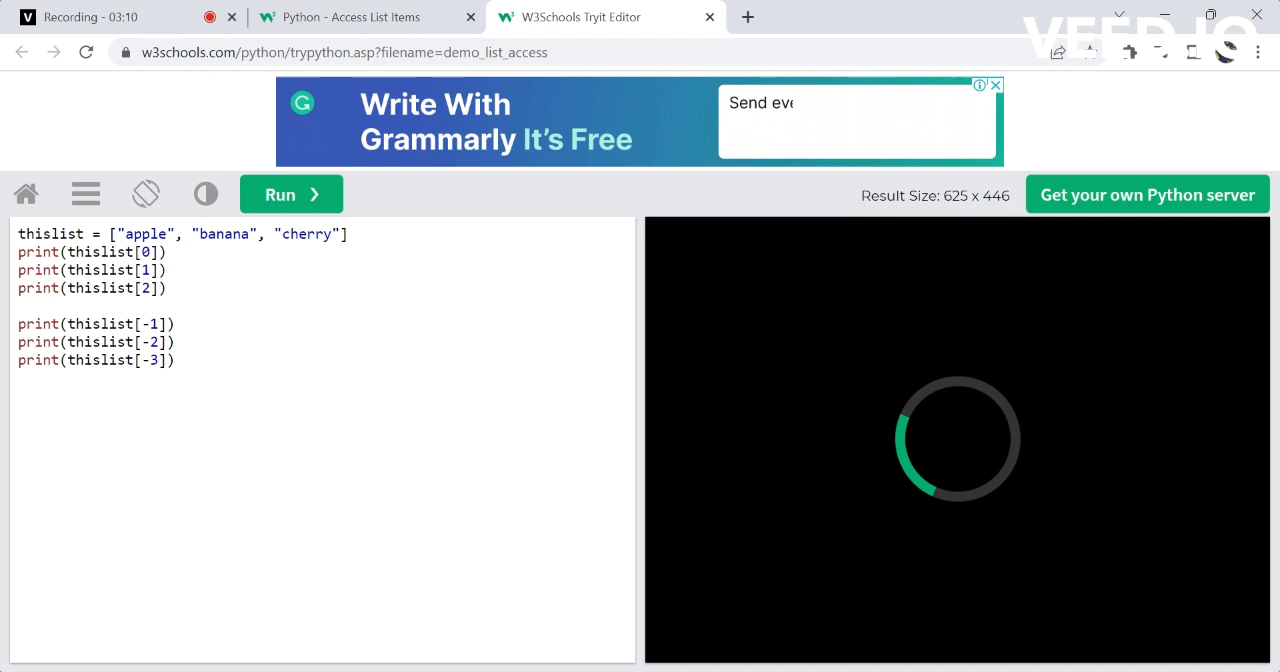 Recording - 03:10
Python - Access List Items
W3Schools Tryit Editor
w3schools.com/python/trypython.asp?filename=demo_list_access
VEED.IO
Write With
Grammarly It's Free
Send eve
Run ❯
Result Size: 625 x 446
Get your own Python server
thislist = ["apple", "banana", "cherry"]
print(thislist[0])
print(thislist[1])
print(thislist[2])
print(thislist[-1])
print(thislist[-2])
print(thislist[-3])